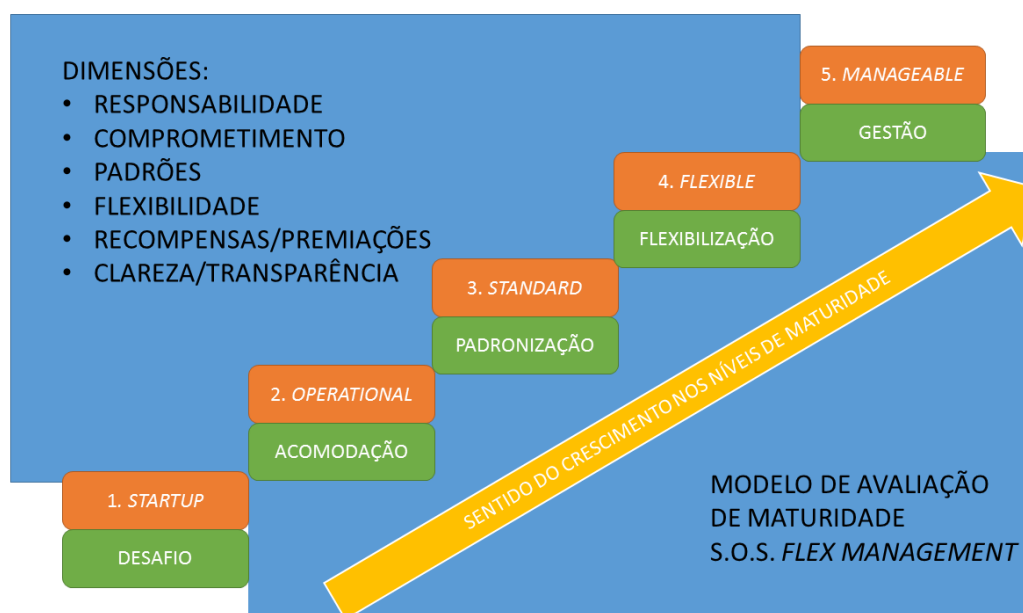 DIMENSÕES:
• RESPONSABILIDADE
• COMPROMETIMENTO
• PADRÕES
• FLEXIBILIDADE
• RECOMPENSAS/PREMIAÇÕES
• CLAREZA/TRANSPARÊNCIA
5. MANAGEABLE
GESTÃO
4. FLEXIBLE
FLEXIBILIZAÇÃO
3. STANDARD
PADRONIZAÇÃO
2. OPERATIONAL
ACOMODAÇÃO
1. STARTUP
DESAFIO
SENTIDO DO CRESCIMENTO NOS NÍVEIS DE MATURIDADE
MODELO DE AVALIAÇÃO
DE MATURIDADE
S.O.S. FLEX MANAGEMENT